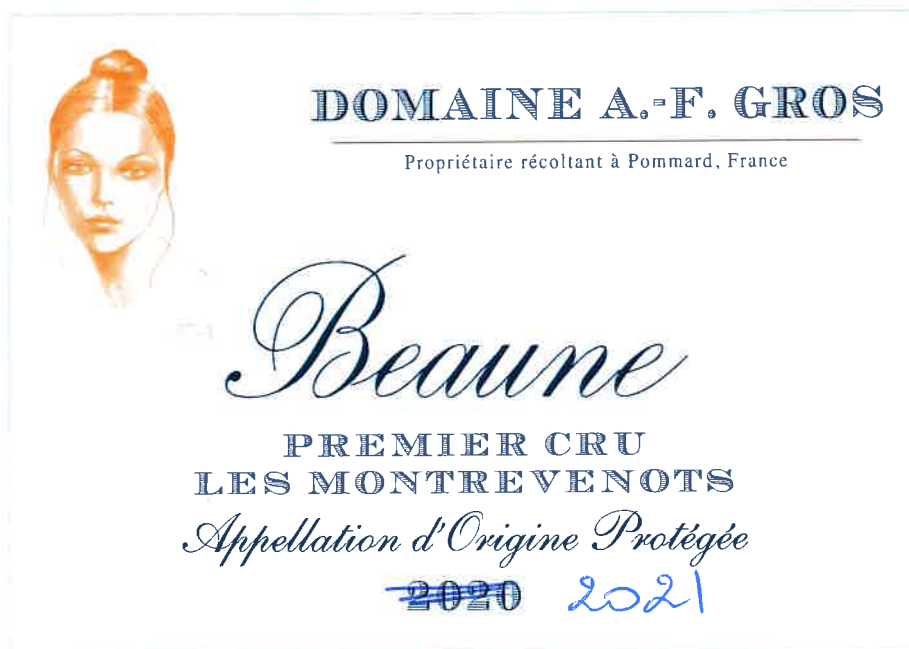 DOMAINE A.-F. GROS
Propriétaire récoltant à Pommard, France
Beaune
PREMIER CRU
LES MONTREVENOTS
Appellation d'Origine Protégée
2020 2021